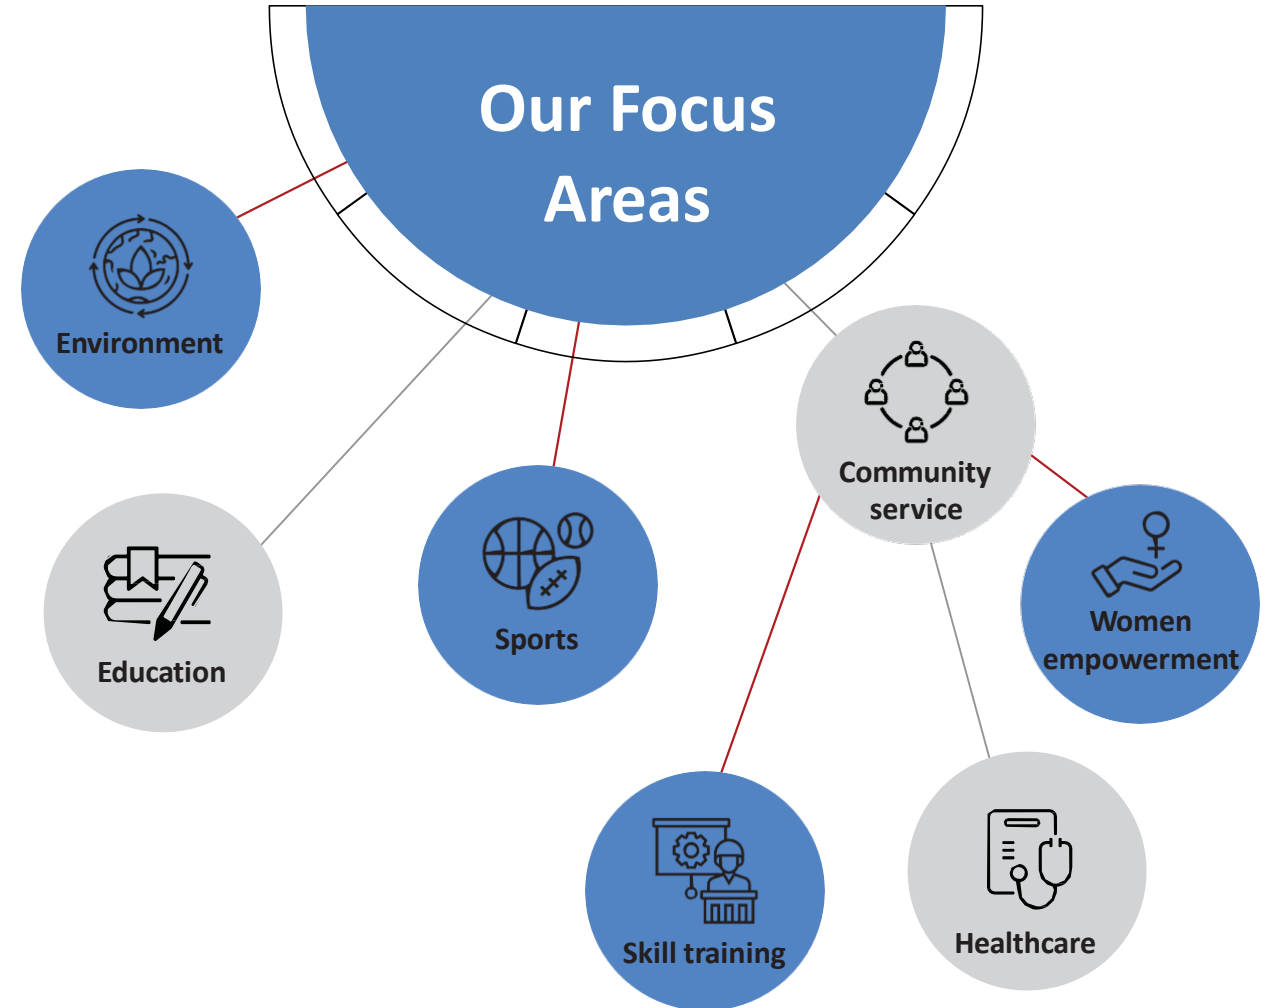 Our Focus
Areas
Environment
Education
Sports
Community
service
Women
empowerment
Skill training
Healthcare